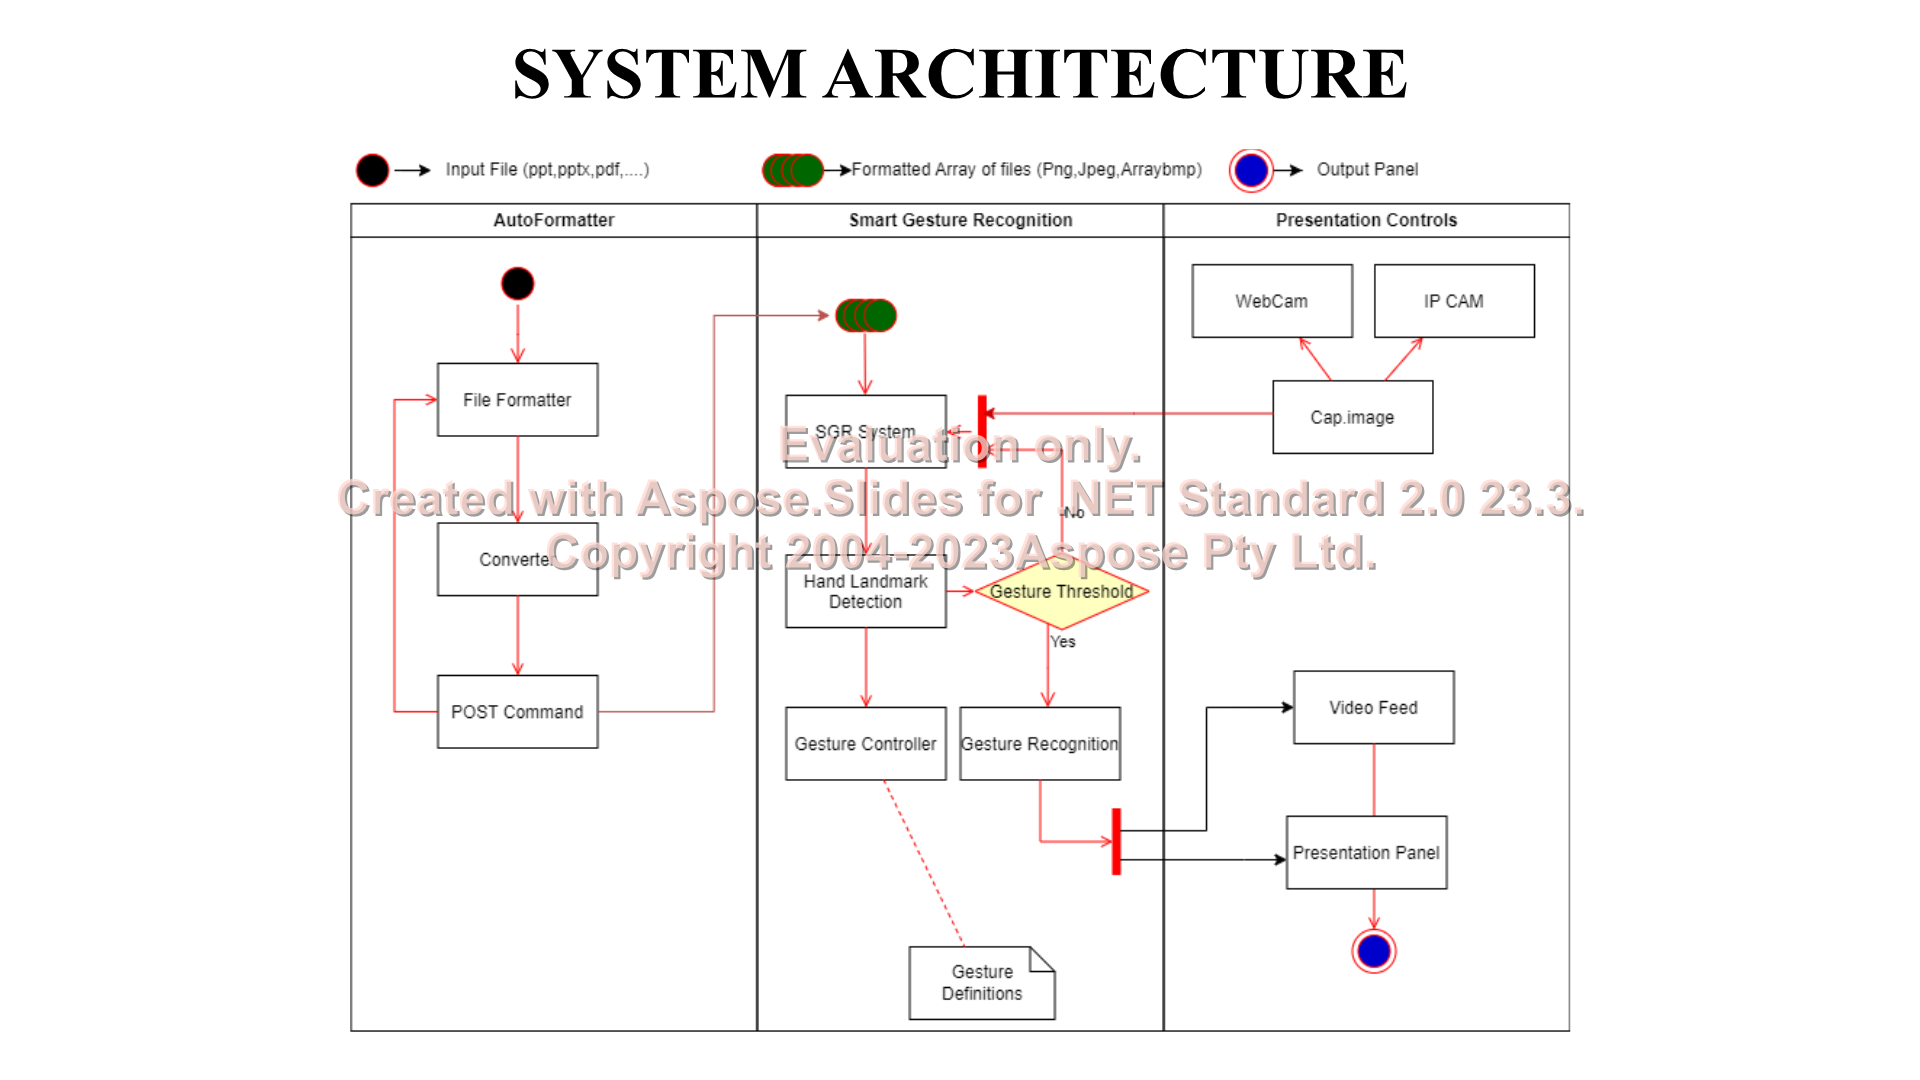 SYSTEM ARCHITECTURE
Input File (ppt,pptx,pdf,....)
Formatted Array of files (Png,Jpeg,Arraybmp)
Output Panel
AutoFormatter
Smart Gesture Recognition
Presentation Controls
WebCam
IP CAM
File Formatter
SGR System
Cap.image
Evaluation only.
Created with Aspose.Slides for .NET Standard 2.0 23.3.
Copyright 2004-2023Aspose Pty Ltd.
No
Converter
Hand Landmark
Detection
Gesture Threshold
Yes
POST Command
Gesture Controller
Gesture Recognition
Video Feed
Presentation Panel
Gesture
Definitions